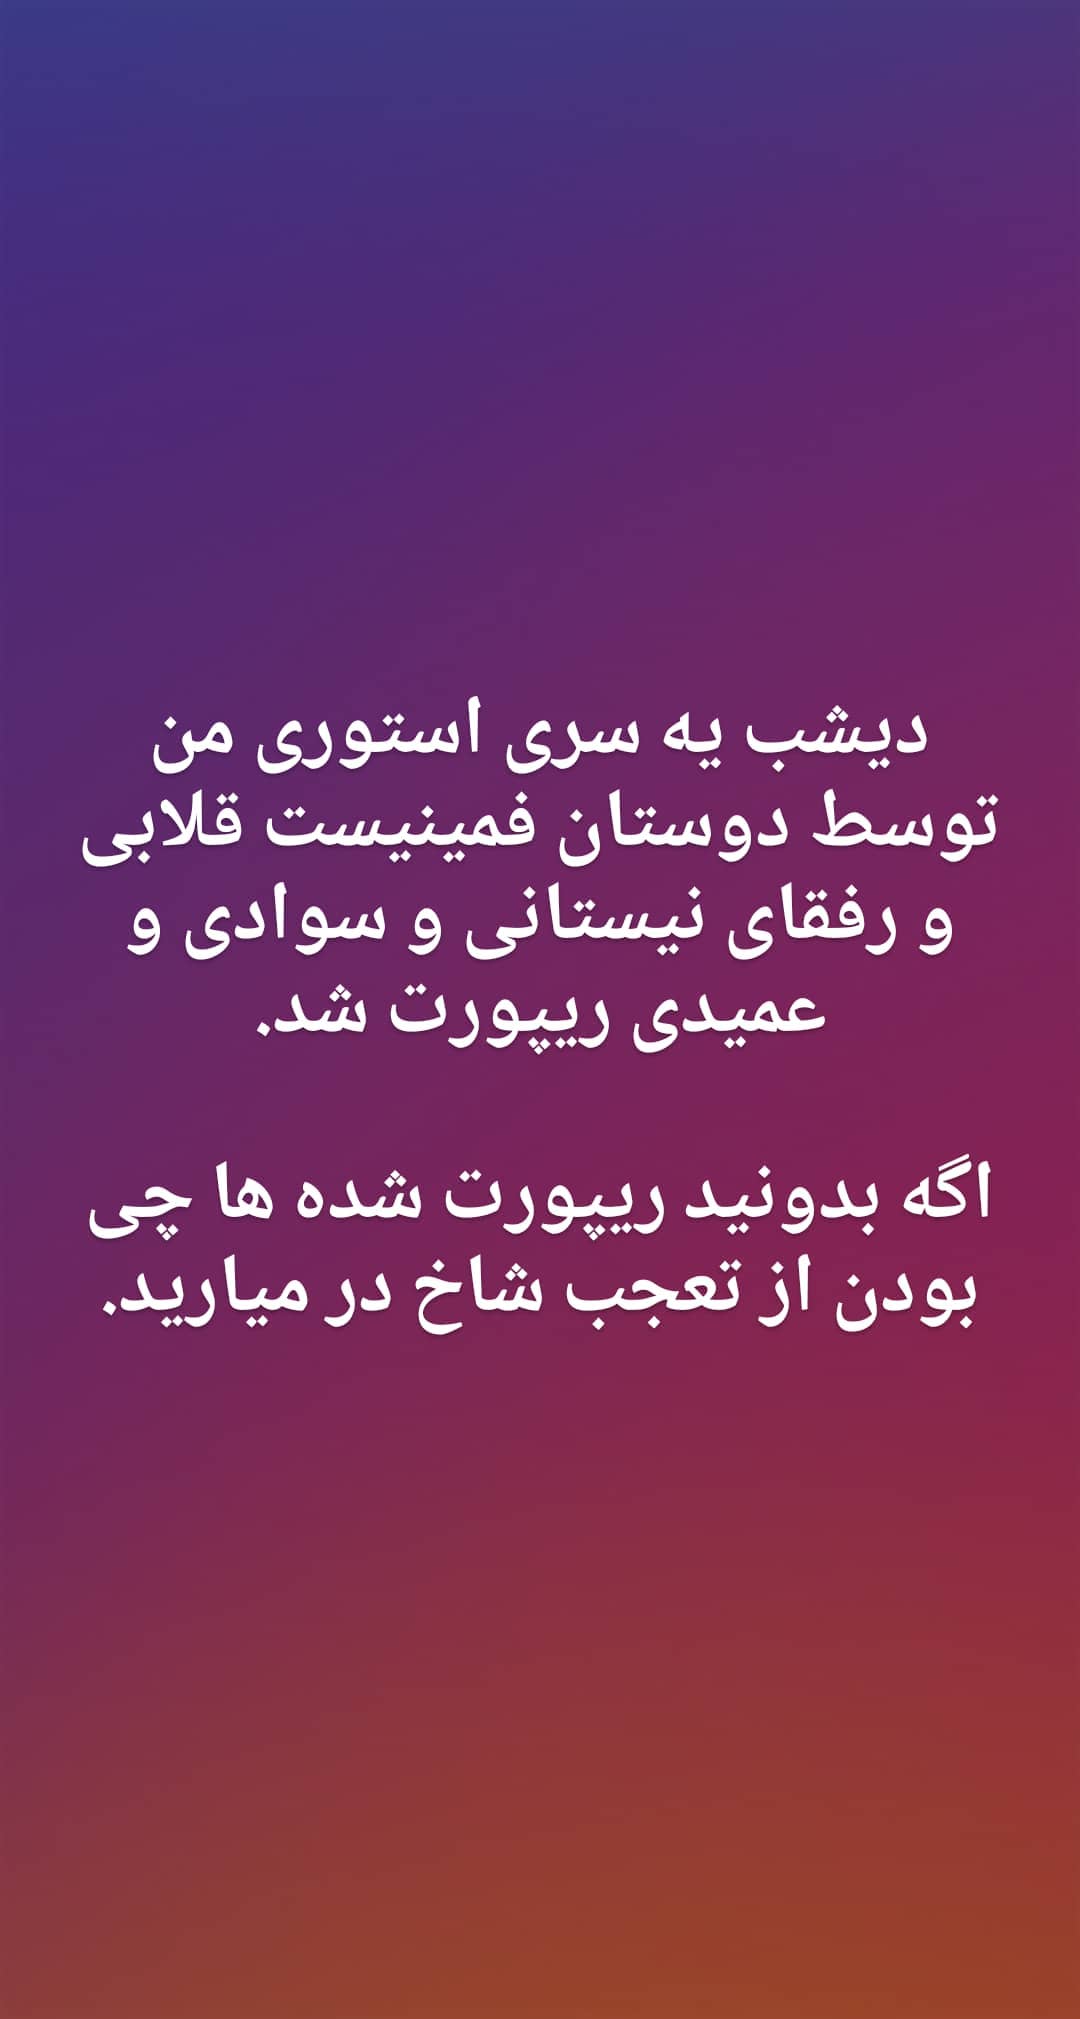 دیشب یه سری استوری من
توسط دوستان فمینیست قلابی
و رفقای نیستانی و سوادی و
عمیدی ریپورت شد.
اگه بدونید ریپورت شده ها چی
بودن از تعجب شاخ در میارید.